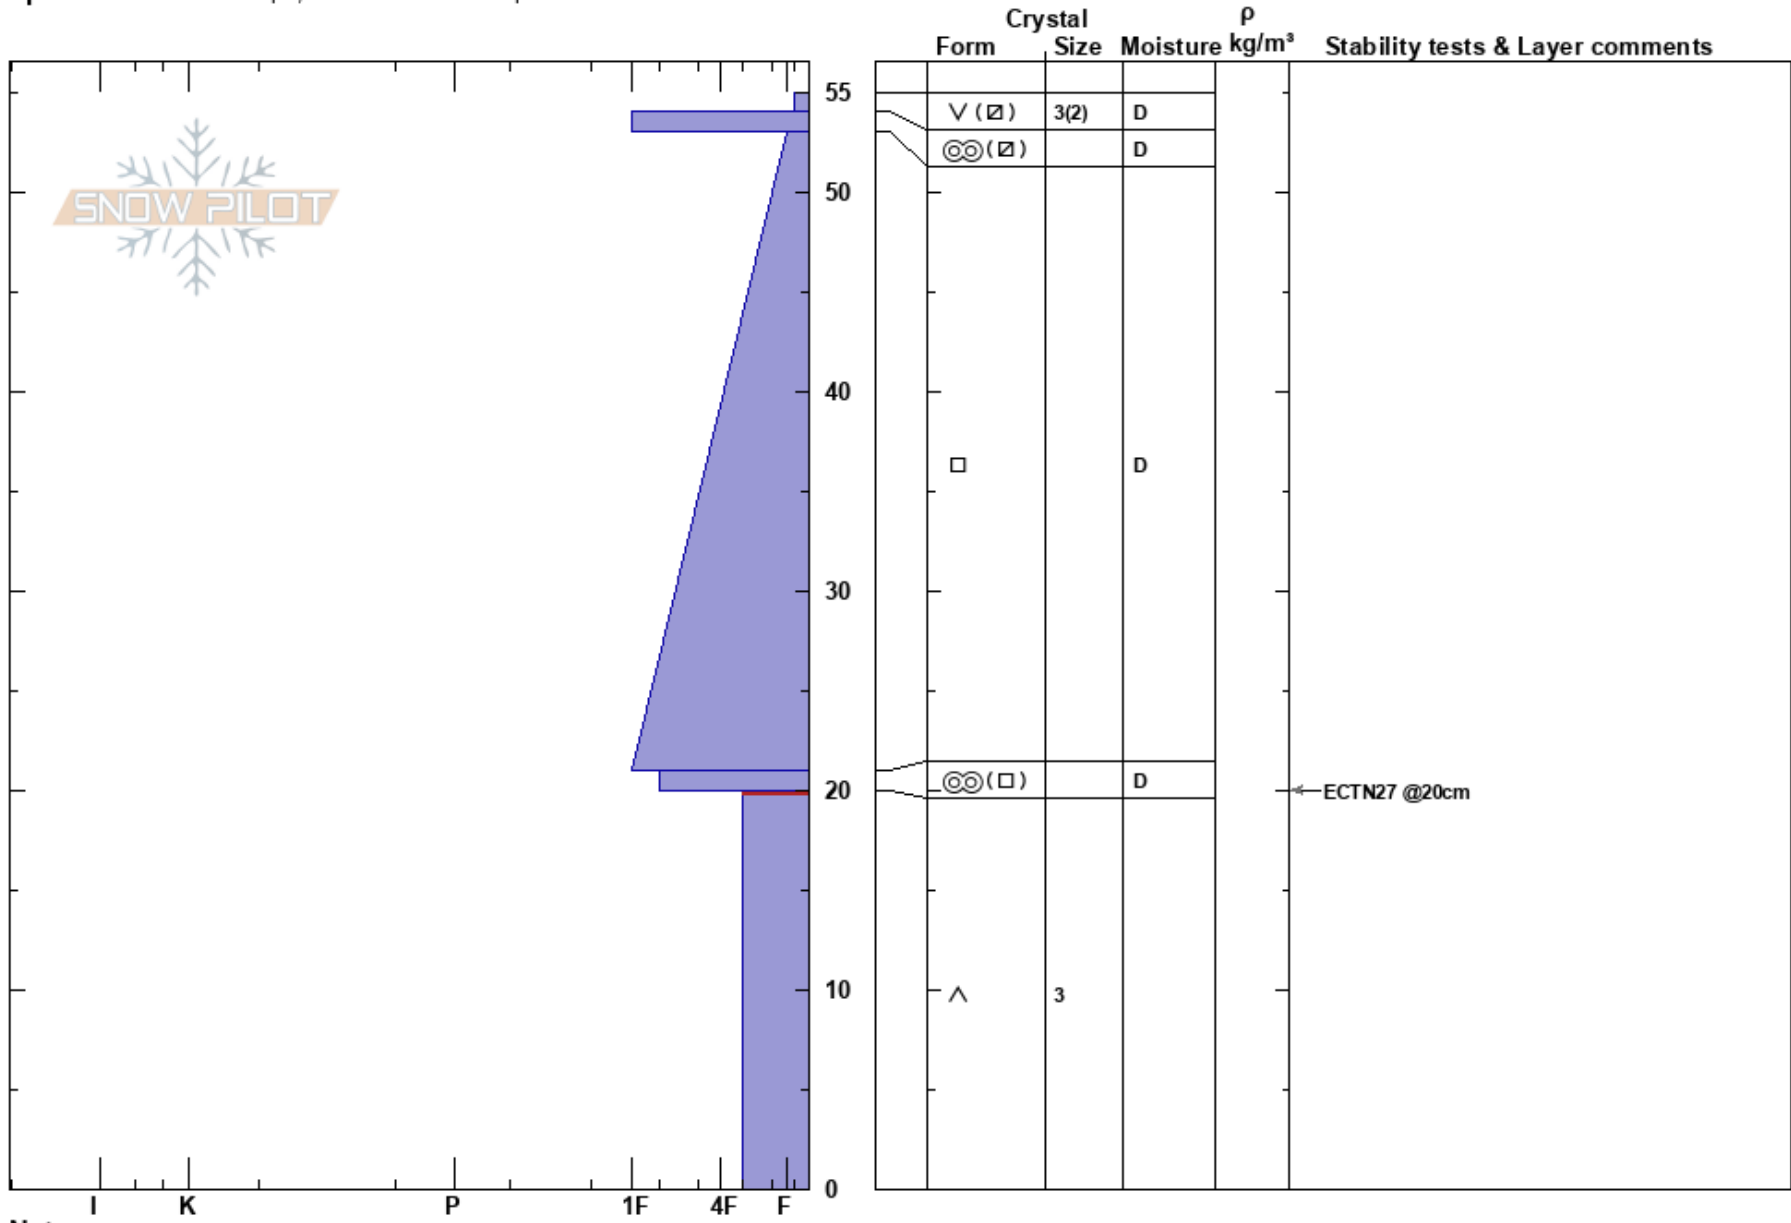 Crystal ρ
Form Size Moisture kg/m³ Stability tests & Layer comments
55
∨ (⧄) 3(2) D
◎◎(⧄) D
SNOW PILOT
50
40
□ D
30
◎◎(□) D
20
ECTN27 @20cm
10
∧ 3
0
I K P 1F 4F F